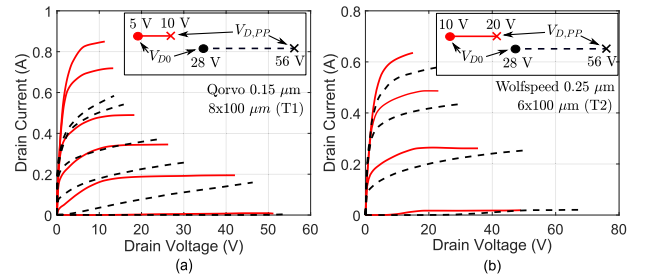 5 V 10 V
V_{D0} V_{D,PP}
28 V 56 V
Qorvo 0.15 μm
8x100 μm (T1)
Drain Current (A)
1
0.8
0.6
0.4
0.2
0
0 10 20 30 40 50 60
Drain Voltage (V)
(a)
10 V 20 V
V_{D0} V_{D,PP}
28 V 56 V
Wolfspeed 0.25 μm
6x100 μm (T2)
Drain Current (A)
0.8
0.6
0.4
0.2
0
0 20 40 60 80
Drain Voltage (V)
(b)